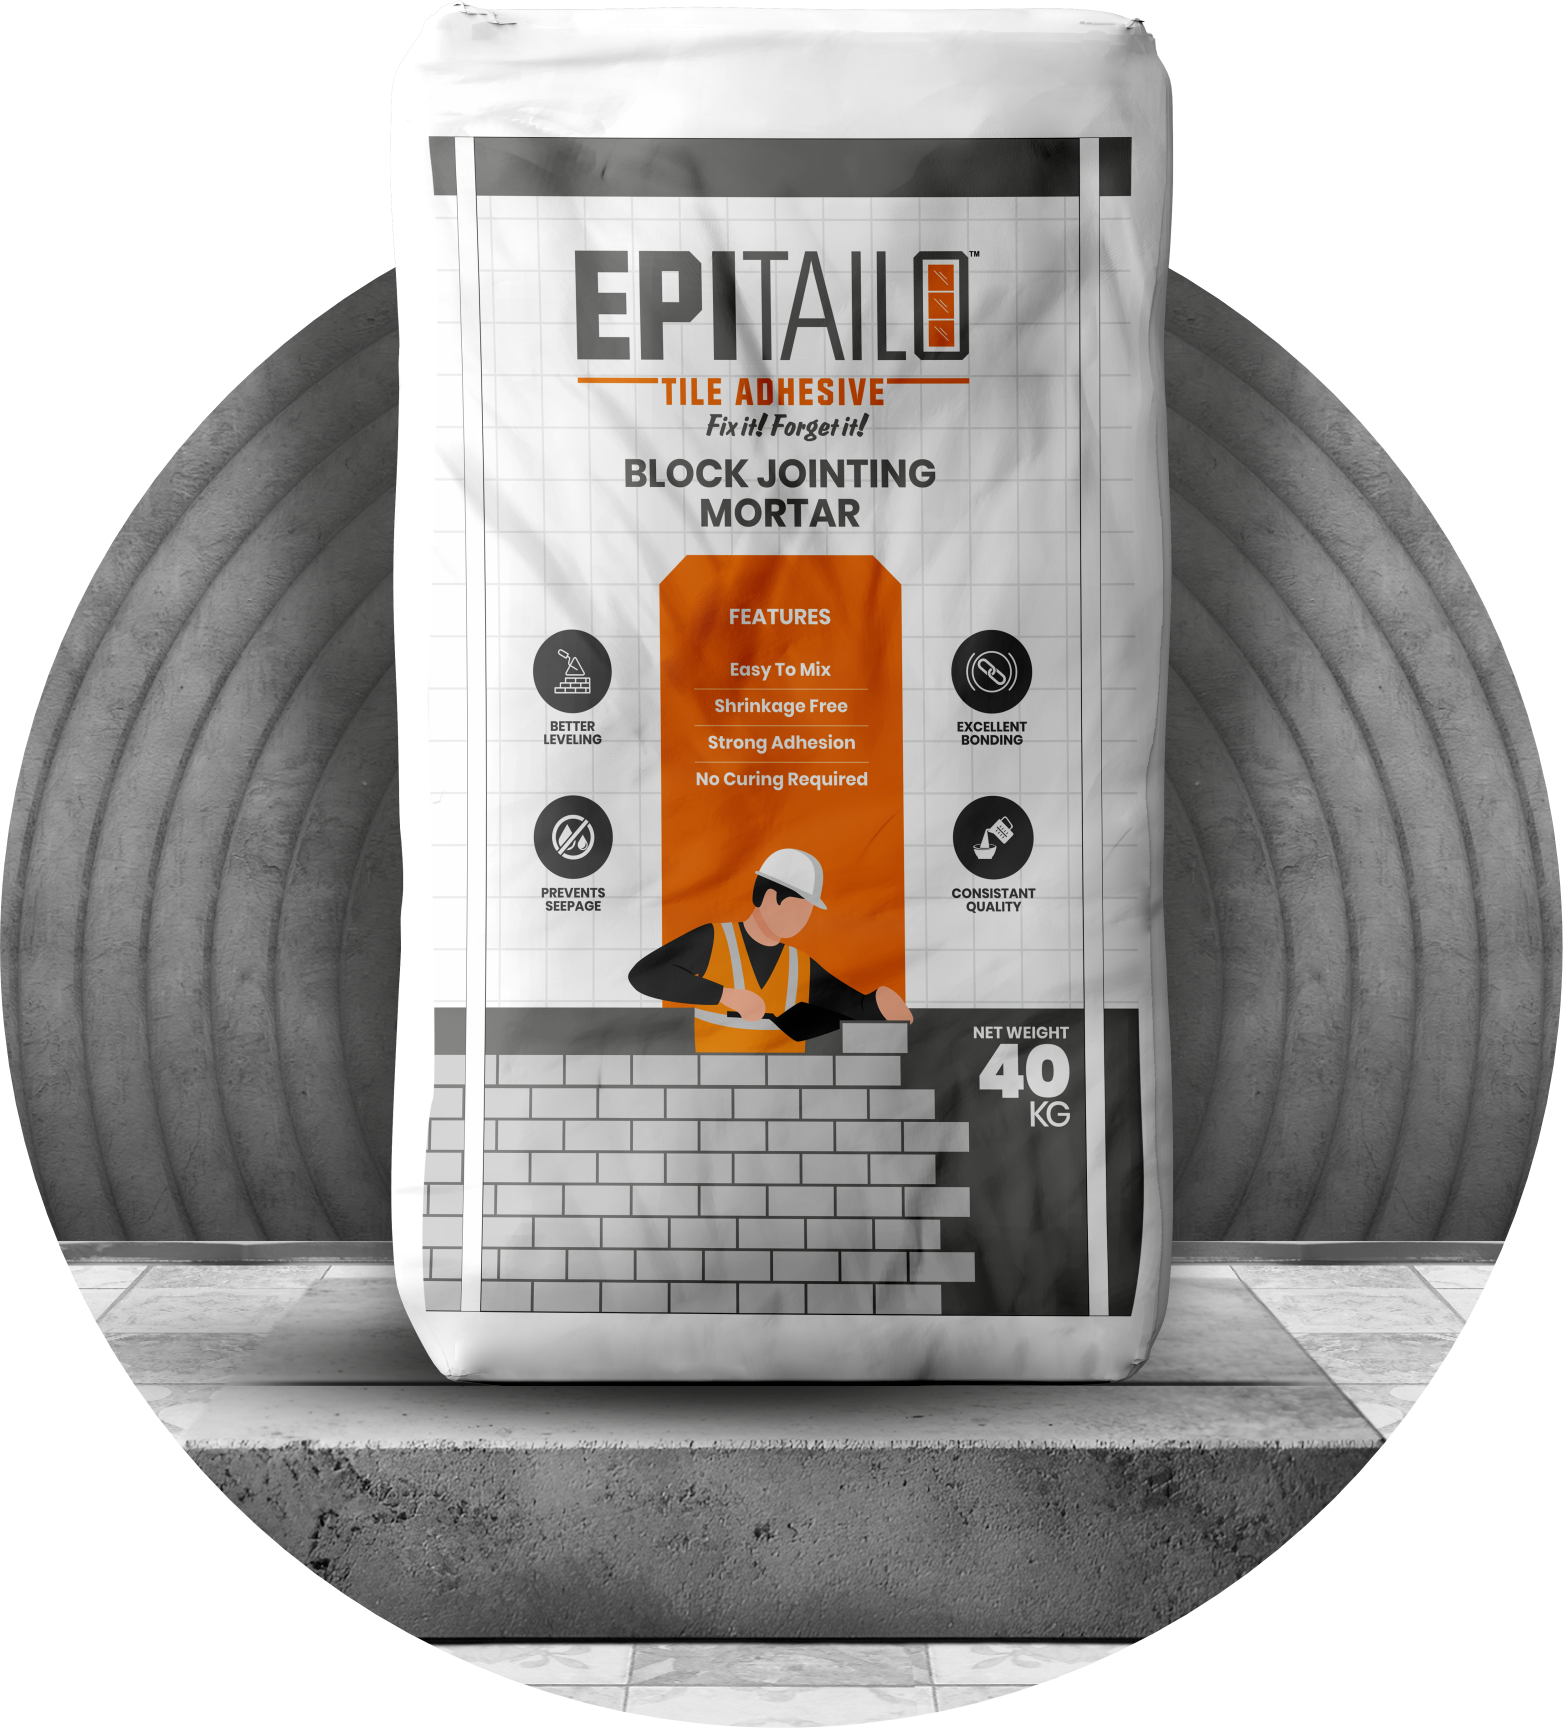 EPITAILO™
TILE ADHESIVE
Fix it! Forget it!
BLOCK JOINTING
MORTAR
FEATURES
Easy To Mix
Shrinkage Free
Strong Adhesion
No Curing Required
BETTER
LEVELING
EXCELLENT
BONDING
PREVENTS
SEEPAGE
CONSISTANT
QUALITY
NET WEIGHT
40
KG